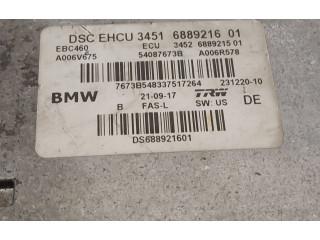 DSC EHCU 3451 6889216 01
EBC460 ECU 3452 6889215 01
A006V675 54087673B A006R578
7673B548337517264 231220-10
BMW 21-09-17 TRW DE
B FAS-L SW: US
DS688921601